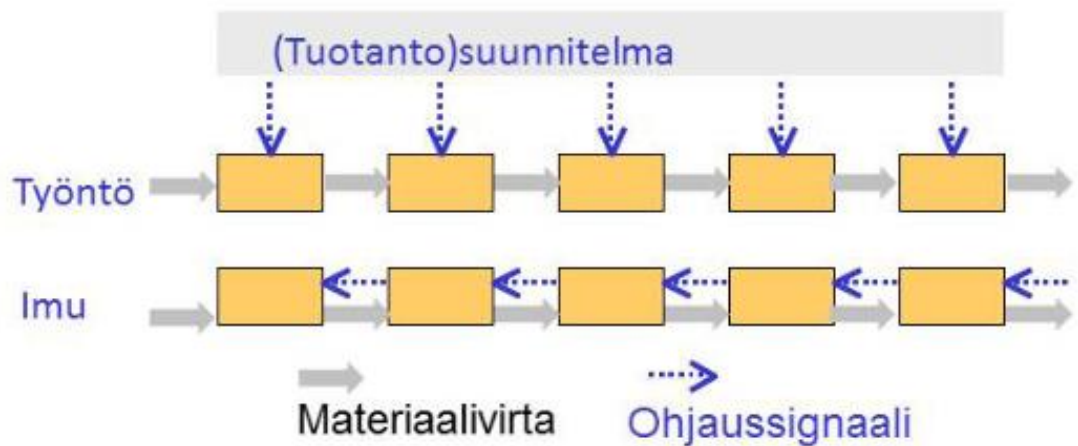 (Tuotanto)suunnitelma
Työntö
Imu
Materiaalivirta
Ohjaussignaali